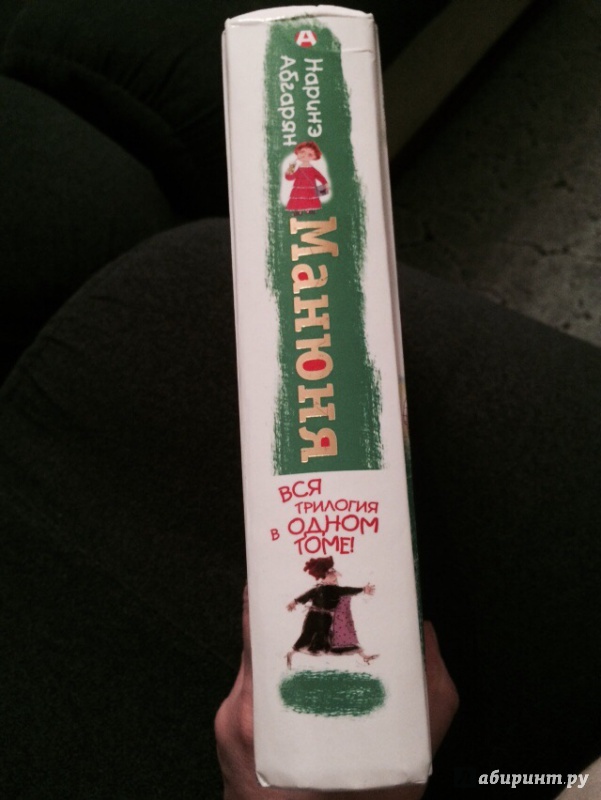 А
Наринэ
Абгарян
Манюня
ВСЯ
ТРИЛОГИЯ
В ОДНОМ
ТОМЕ!
абиринт.ру